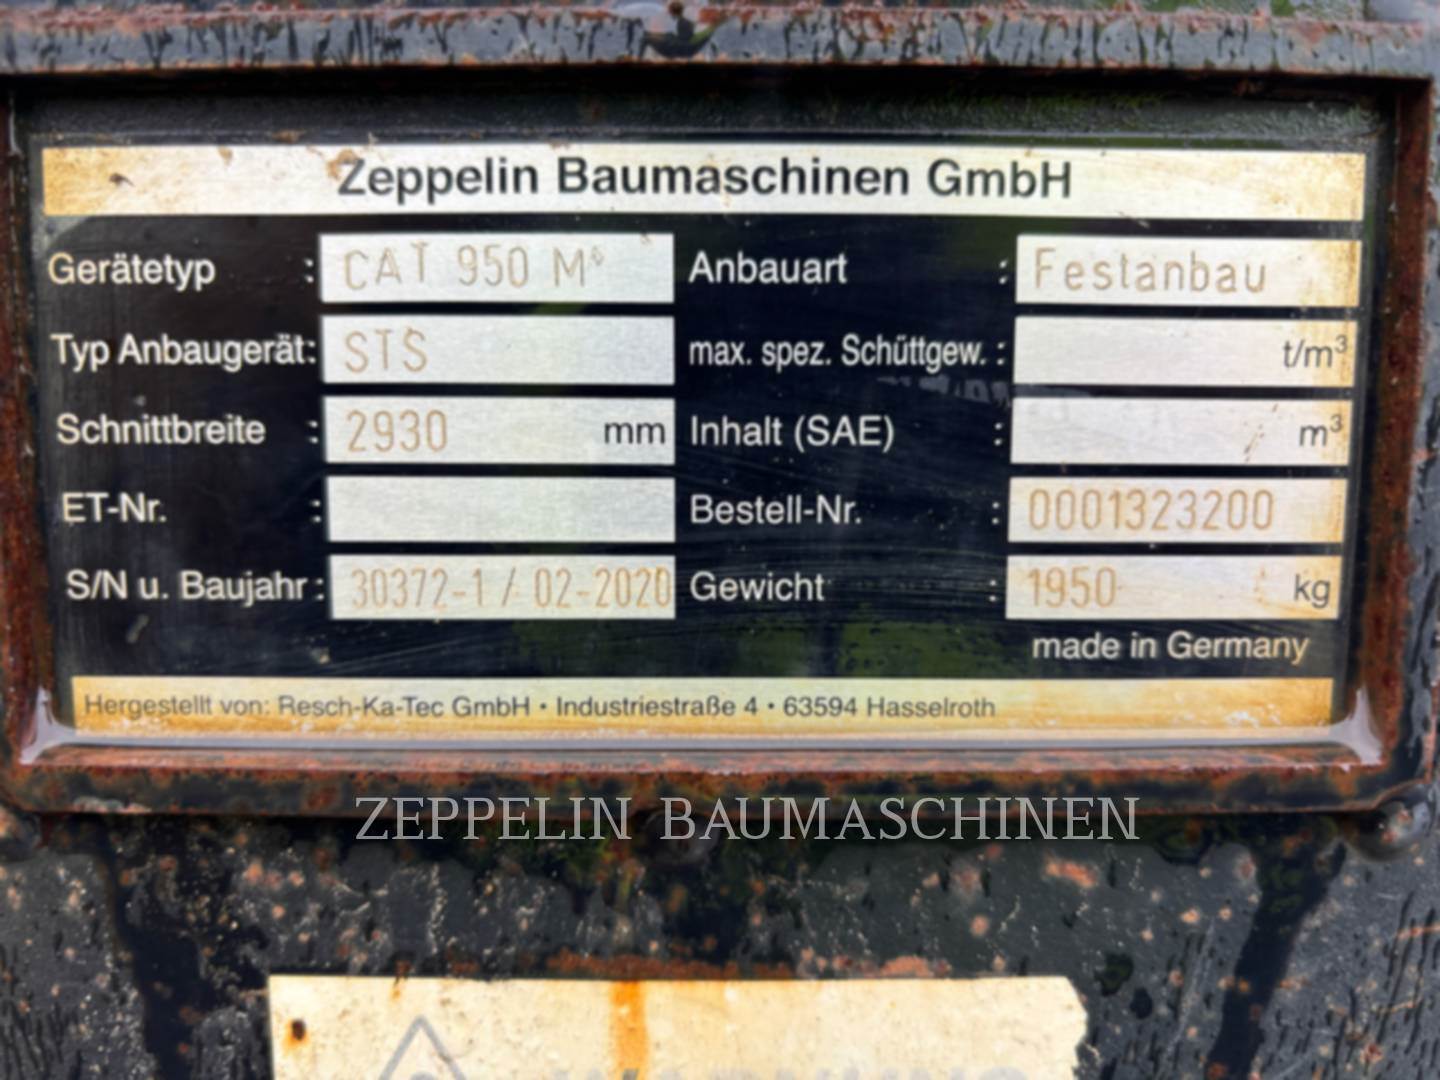 Zeppelin Baumaschinen GmbH
Gerätetyp : CAT 950 M Anbauart : Festanbau
Typ Anbaugerät: STS max. spez. Schüttgew. : t/m³
Schnittbreite : 2930 mm Inhalt (SAE) : m³
ET-Nr. : Bestell-Nr. : 0001323200
S/N u. Baujahr : 30372-1 / 02-2020 Gewicht : 1950 kg
made in Germany
Hergestellt von: Resch-Ka-Tec GmbH • Industriestraße 4 • 63594 Hasselroth
ZEPPELIN BAUMASCHINEN